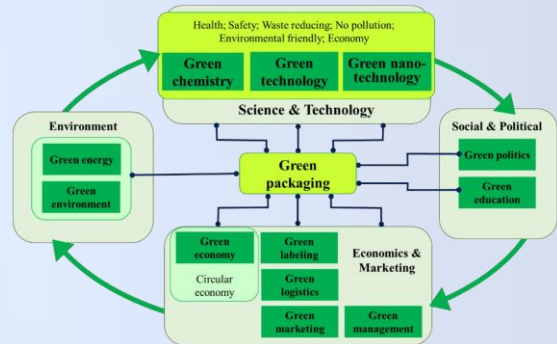 Health; Safety; Waste reducing; No pollution;
Environmental friendly; Economy
Green
chemistry
Green
technology
Green nano-
technology
Science & Technology
Environment
Green energy
Green
environment
Green
packaging
Social & Political
Green politics
Green
education
Green
economy
Circular
economy
Green
labeling
Green
logistics
Green
marketing
Economics &
Marketing
Green
management